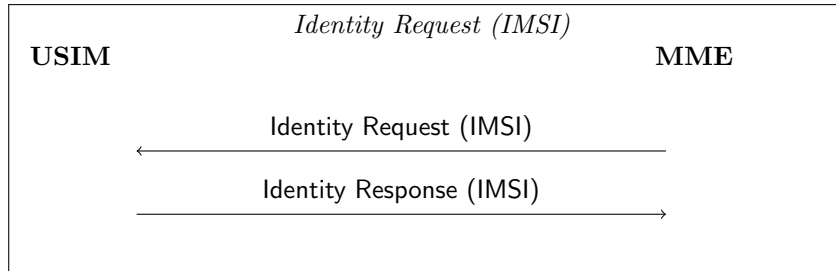 Identity Request (IMSI)
USIM MME
Identity Request (IMSI)
Identity Response (IMSI)